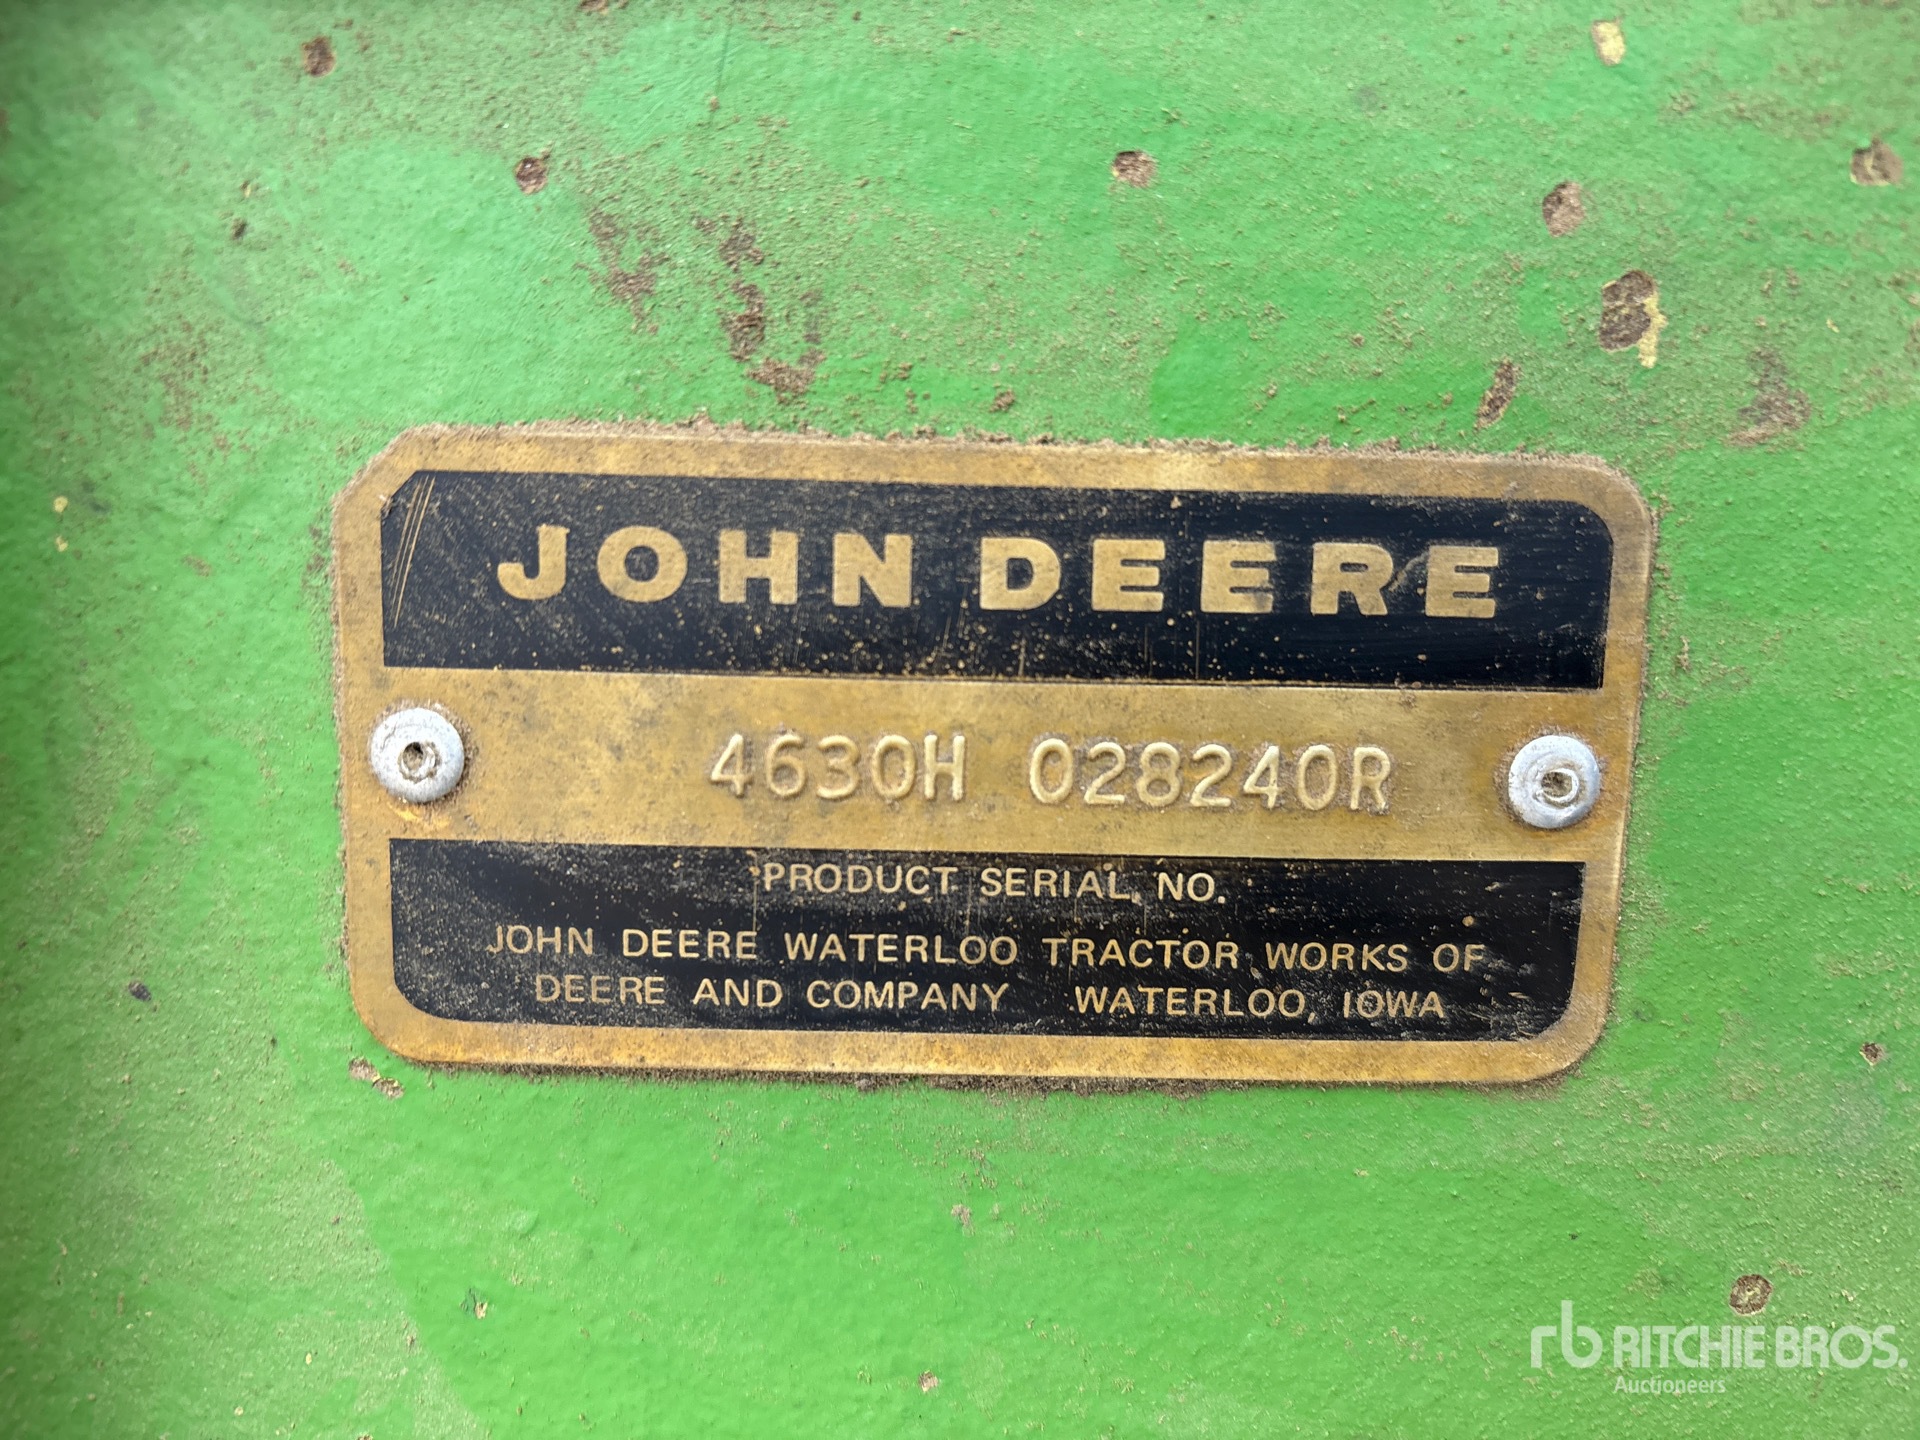 JOHN DEERE
4630H 028240R
PRODUCT SERIAL NO.
JOHN DEERE WATERLOO TRACTOR WORKS OF
DEERE AND COMPANY WATERLOO, IOWA
rb RITCHIE BROS.
Auctioneers